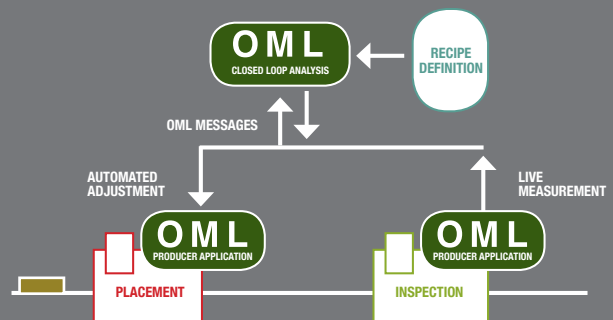 OML
CLOSED LOOP ANALYSIS
RECIPE
DEFINITION
OML MESSAGES
AUTOMATED
ADJUSTMENT
LIVE
MEASUREMENT
OML
PRODUCER APPLICATION
OML
PRODUCER APPLICATION
PLACEMENT
INSPECTION